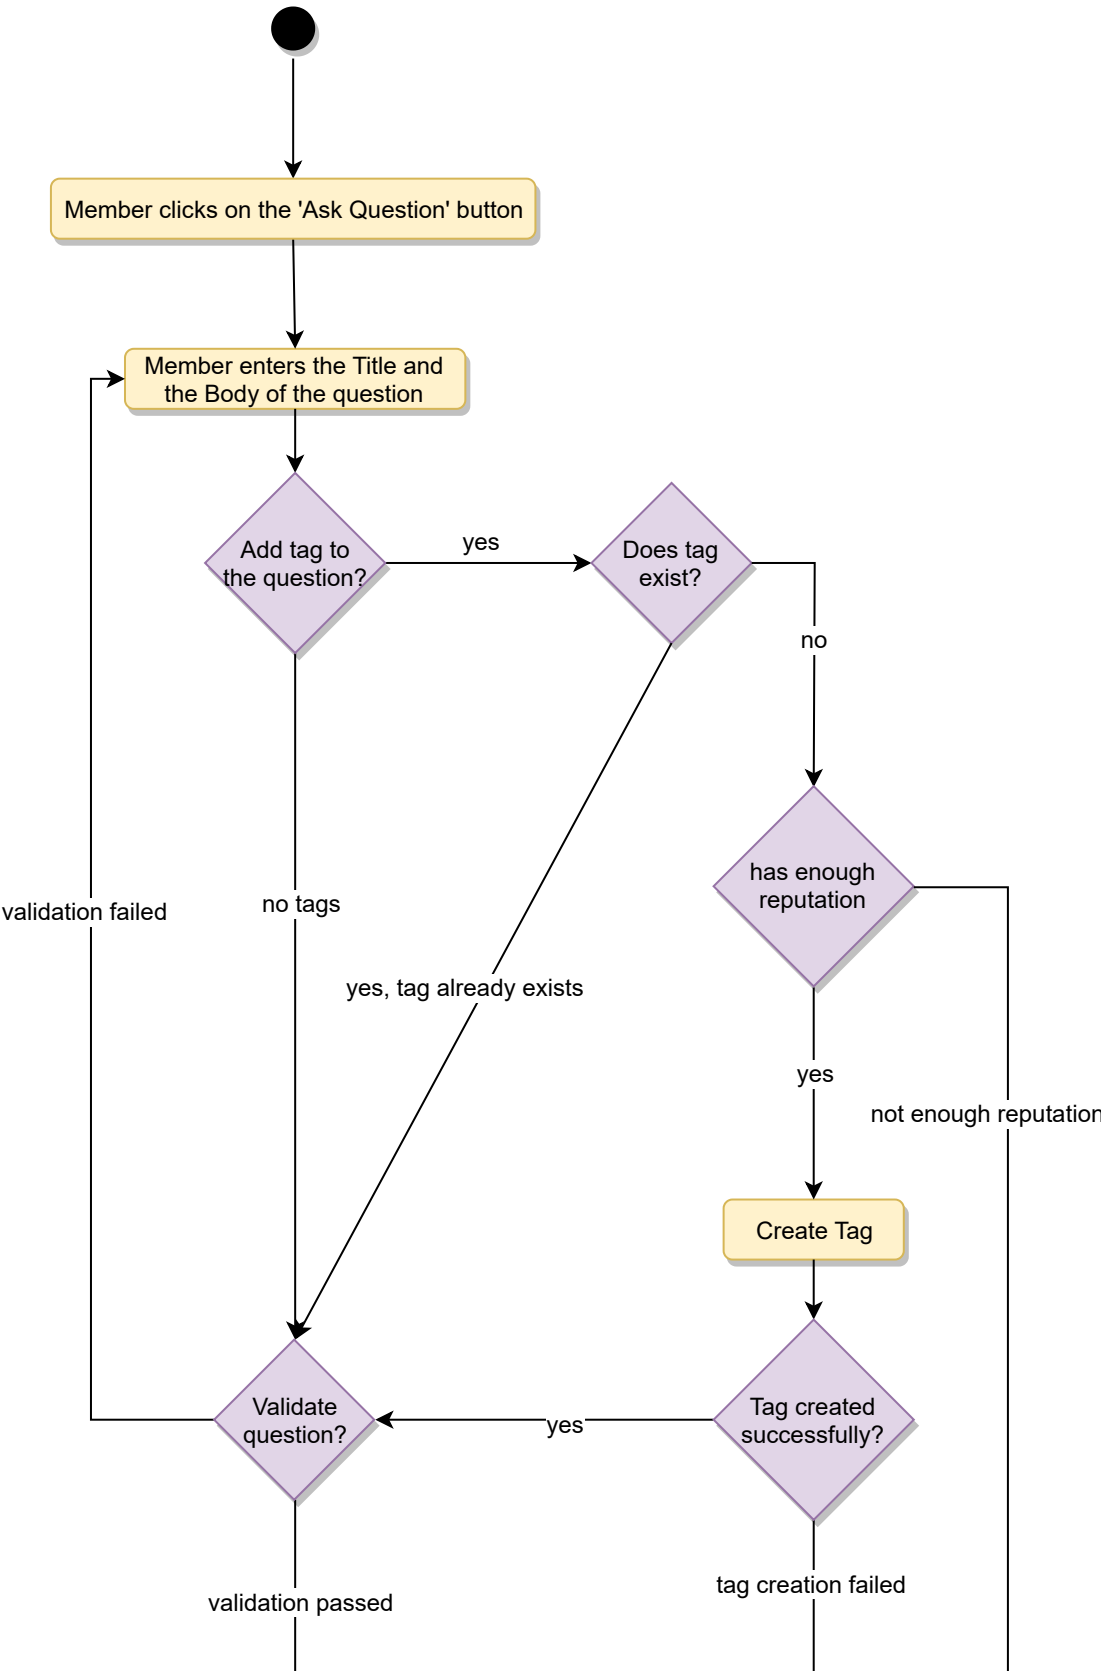 Member clicks on the 'Ask Question' button
Member enters the Title and
the Body of the question
Add tag to
the question?
yes
Does tag
exist?
no
has enough
reputation
validation failed
no tags
yes, tag already exists
yes
not enough reputation
Create Tag
Validate
question?
yes
Tag created
successfully?
validation passed
tag creation failed